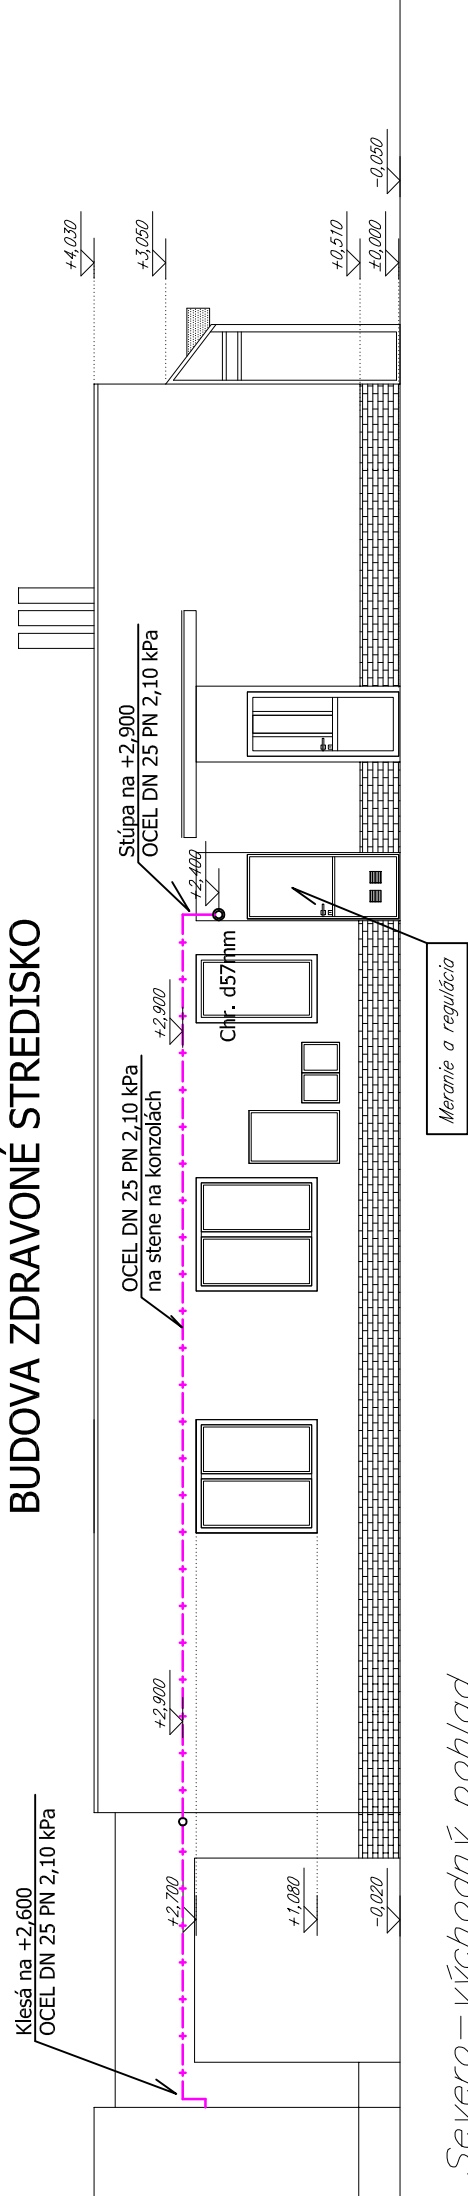 BUDOVA ZDRAVONÉ STREDISKO
Klesá na +2,600
OCEL DN 25 PN 2,10 kPa
+2,900
OCEL DN 25 PN 2,10 kPa
na stene na konzolách
+2,900
Stúpa na +2,900
OCEL DN 25 PN 2,10 kPa
+2,400
Chr. d57mm
+4,030
+3,050
+0,510
±0,000
-0,050
+2,700
+1,080
-0,020
Meranie a regulácia
Severo-východný pohlad